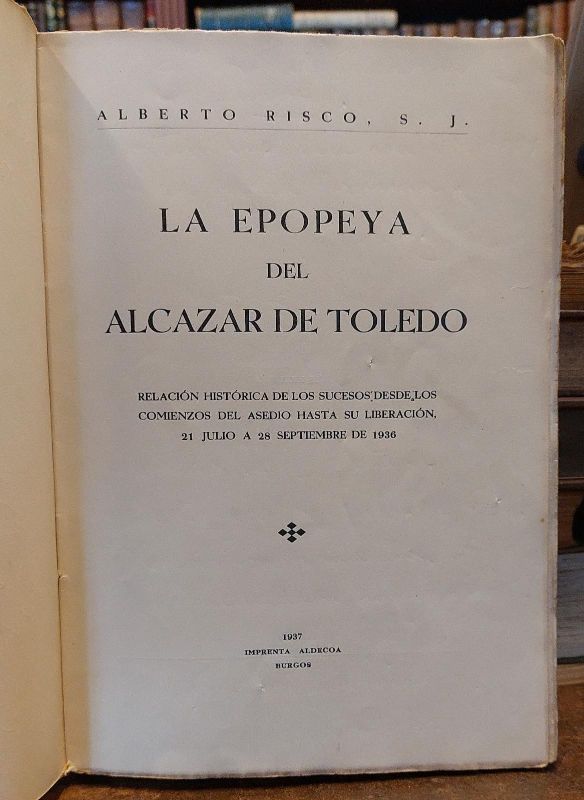 ALBERTO RISCO, S. J.
LA EPOPEYA
DEL
ALCAZAR DE TOLEDO
RELACIÓN HISTÓRICA DE LOS SUCESOS DESDE LOS
COMIENZOS DEL ASEDIO HASTA SU LIBERACIÓN,
21 JULIO A 28 SEPTIEMBRE DE 1936
1937
IMPRENTA ALDECOA
BURGOS